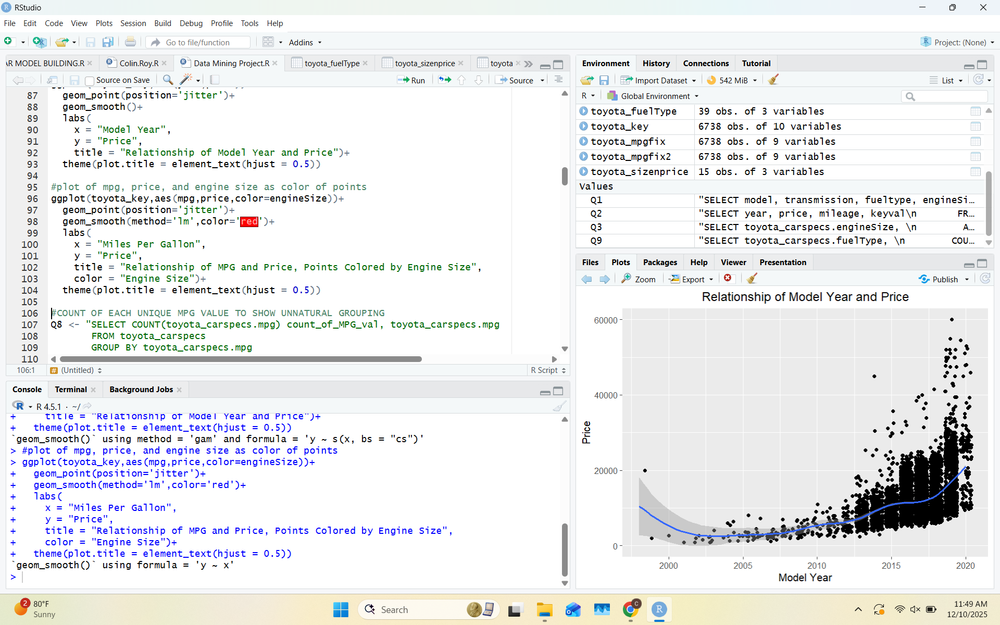 RStudio
File Edit Code View Plots Session Build Debug Profile Tools Help
Go to file/function Addins Project: (None)
AR MODEL BUILDING.R Colin.Roy.R Data Mining Project.R toyota_fuelType toyota_sizenprice toyota
Source on Save Run Source
87 geom_point(position='jitter')+
88 geom_smooth()+
89 labs(
90 x = "Model Year",
91 y = "Price",
92 title = "Relationship of Model Year and Price")+
93 theme(plot.title = element_text(hjust = 0.5))
94
95 #plot of mpg, price, and engine size as color of points
96 ggplot(toyota_key,aes(mpg,price,color=engineSize))+
97 geom_point(position='jitter')+
98 geom_smooth(method='lm',color='red')+
99 labs(
100 x = "Miles Per Gallon",
101 y = "Price",
102 title = "Relationship of MPG and Price, Points Colored by Engine Size",
103 color = "Engine Size")+
104 theme(plot.title = element_text(hjust = 0.5))
105
106 #COUNT OF EACH UNIQUE MPG VALUE TO SHOW UNNATURAL GROUPING
107 Q8 <- "SELECT COUNT(toyota_carspecs.mpg) count_of_MPG_val, toyota_carspecs.mpg
108 FROM toyota_carspecs
109 GROUP BY toyota_carspecs.mpg
110
106:1 # (Untitled) R Script
Console Terminal Background Jobs
R 4.5.1 · ~/
+ title = "Relationship of Model Year and Price")+
+ theme(plot.title = element_text(hjust = 0.5))
`geom_smooth()` using method = 'gam' and formula = 'y ~ s(x, bs = "cs")'
> #plot of mpg, price, and engine size as color of points
> ggplot(toyota_key,aes(mpg,price,color=engineSize))+
+ geom_point(position='jitter')+
+ geom_smooth(method='lm',color='red')+
+ labs(
+ x = "Miles Per Gallon",
+ y = "Price",
+ title = "Relationship of MPG and Price, Points Colored by Engine Size",
+ color = "Engine Size")+
+ theme(plot.title = element_text(hjust = 0.5))
`geom_smooth()` using formula = 'y ~ x'
>
Environment History Connections Tutorial
Import Dataset 542 MiB List
R Global Environment
toyota_fuelType 39 obs. of 3 variables
toyota_key 6738 obs. of 10 variables
toyota_mpgfix 6738 obs. of 9 variables
toyota_mpgfix2 6738 obs. of 9 variables
toyota_sizenprice 15 obs. of 3 variables
Values
Q1 "SELECT model, transmission, fueltype, engineSi…
Q2 "SELECT year, price, mileage, keyval\n FR…
Q3 "SELECT toyota_carspecs.engineSize, \n A…
Q9 "SELECT toyota_carspecs.fuelType, \n COU…
Files Plots Packages Help Viewer Presentation
Zoom Export Publish
Relationship of Model Year and Price
60000
40000
Price
20000
0
2000 2005 2010 2015 2020
Model Year
2 80°F
Sunny
Search
C
R
11:49 AM
12/10/2025